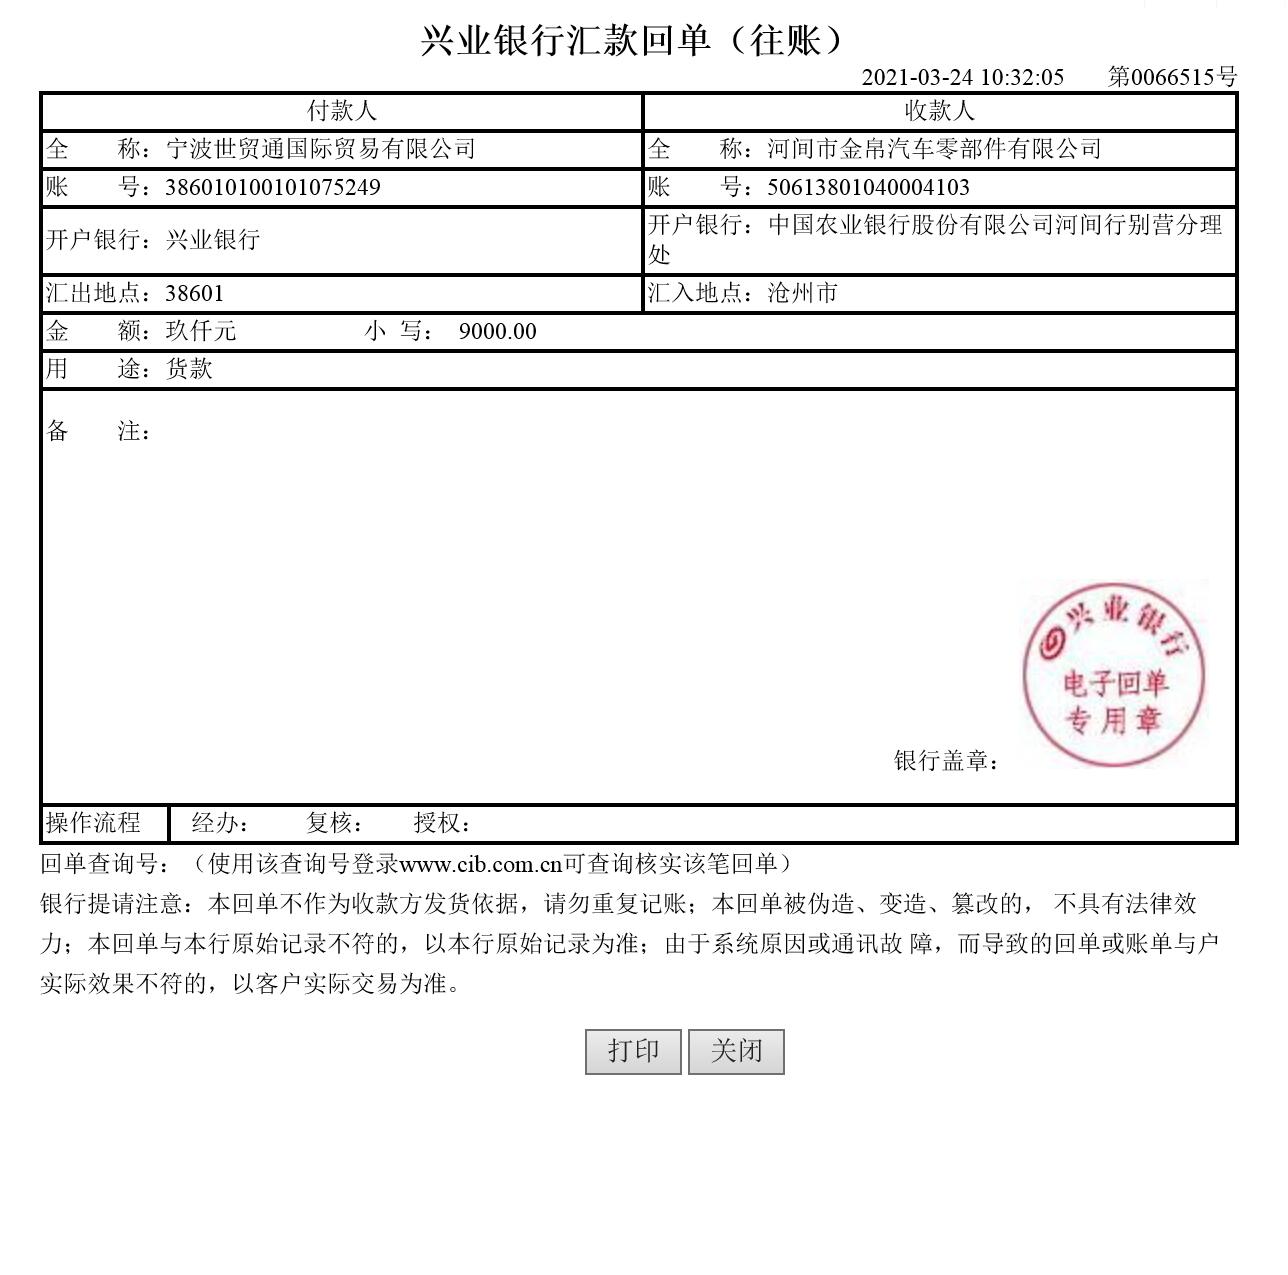 兴业银行汇款回单（往账）
2021-03-24 10:32:05 第0066515号
付款人 收款人
全 称：宁波世贸通国际贸易有限公司 全 称：河间市金帛汽车零部件有限公司
账 号：386010100101075249 账 号：50613801040004103
开户银行：兴业银行 开户银行：中国农业银行股份有限公司河间行别营分理
处
汇出地点：38601 汇入地点：沧州市
金 额：玖仟元 小 写： 9000.00
用 途：货款
备 注：
兴业银行
电子回单
专用章
银行盖章：
操作流程 经办： 复核： 授权：
回单查询号：（使用该查询号登录www.cib.com.cn可查询核实该笔回单）
银行提请注意：本回单不作为收款方发货依据，请勿重复记账；本回单被伪造、变造、篡改的， 不具有法律效
力；本回单与本行原始记录不符的，以本行原始记录为准；由于系统原因或通讯故 障，而导致的回单或账单与户
实际效果不符的，以客户实际交易为准。
打印 关闭